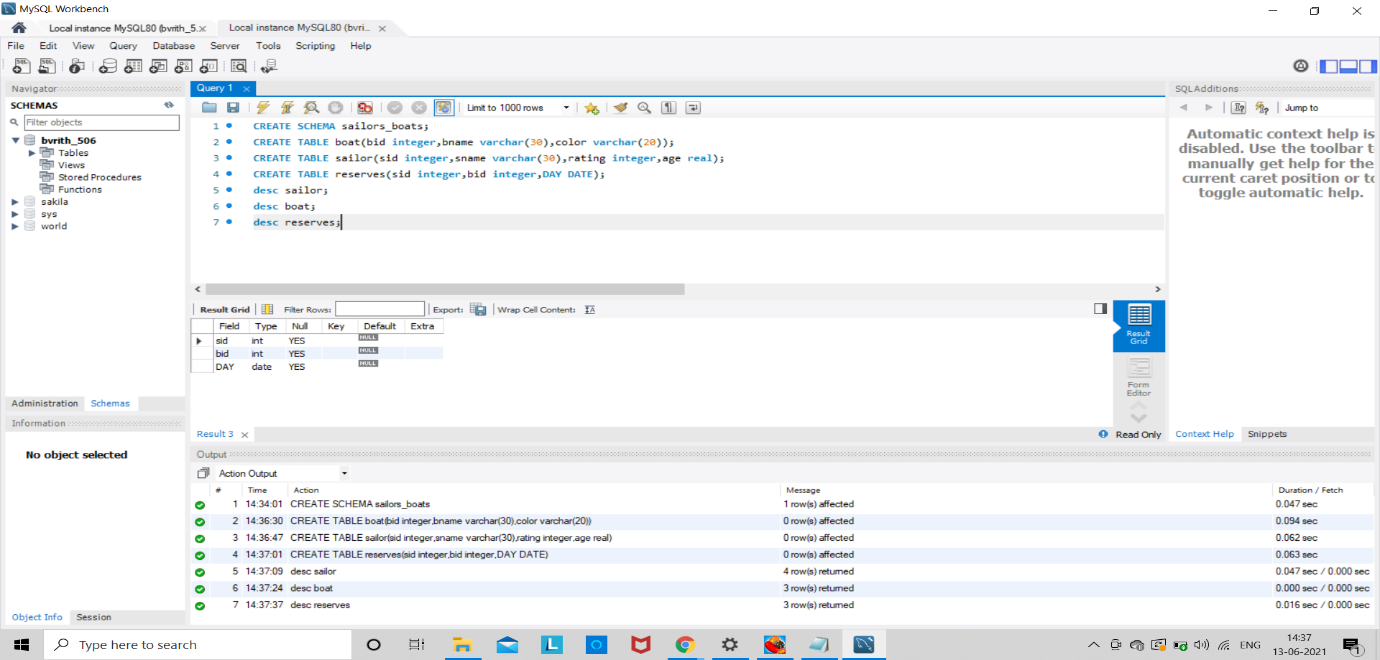 MySQL Workbench
Local instance MySQL80 (bvrith_5. x
Local instance MySQL80 (bvri... x
File Edit View Query Database Server Tools Scripting Help
Navigator
SCHEMAS
Filter objects
bvrith_506
Tables
Views
Stored Procedures
Functions
sakila
sys
world
Administration Schemas
Information
No object selected
Object Info Session
Query 1 x
Limit to 1000 rows
1 CREATE SCHEMA sailors_boats;
2 CREATE TABLE boat(bid integer,bname varchar(30),color varchar(20));
3 CREATE TABLE sailor(sid integer,sname varchar(30),rating integer,age real);
4 CREATE TABLE reserves(sid integer,bid integer,DAY DATE);
5 desc sailor;
6 desc boat;
7 desc reserves;
Result Grid Filter Rows: Export: Wrap Cell Content:
Field Type Null Key Default Extra
sid int YES NULL
bid int YES NULL
DAY date YES NULL
Result Grid
Form Editor
Result 3 x
Read Only
SQLAdditions
Jump to
Automatic context help is
disabled. Use the toolbar t
manually get help for the
current caret position or to
toggle automatic help.
Context Help Snippets
Output
Action Output
# Time Action Message Duration / Fetch
1 14:34:01 CREATE SCHEMA sailors_boats 1 row(s) affected 0.047 sec
2 14:36:30 CREATE TABLE boat(bid integer,bname varchar(30),color varchar(20)) 0 row(s) affected 0.094 sec
3 14:36:47 CREATE TABLE sailor(sid integer,sname varchar(30),rating integer,age real) 0 row(s) affected 0.062 sec
4 14:37:01 CREATE TABLE reserves(sid integer,bid integer,DAY DATE) 0 row(s) affected 0.063 sec
5 14:37:09 desc sailor 4 row(s) returned 0.047 sec / 0.000 sec
6 14:37:24 desc boat 3 row(s) returned 0.000 sec / 0.000 sec
7 14:37:37 desc reserves 3 row(s) returned 0.016 sec / 0.000 sec
Type here to search
L
ENG
14:37
13-06-2021
1